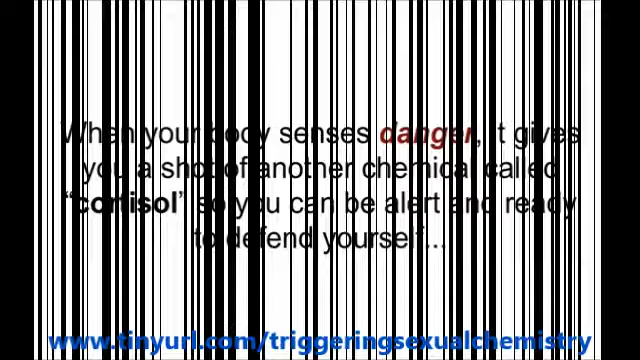 When your body senses danger, it gives
you a shot of another chemical called
“cortisol” so you can be alert and ready
to defend yourself...
www.tinyurl.com/triggeringsexualchemistry